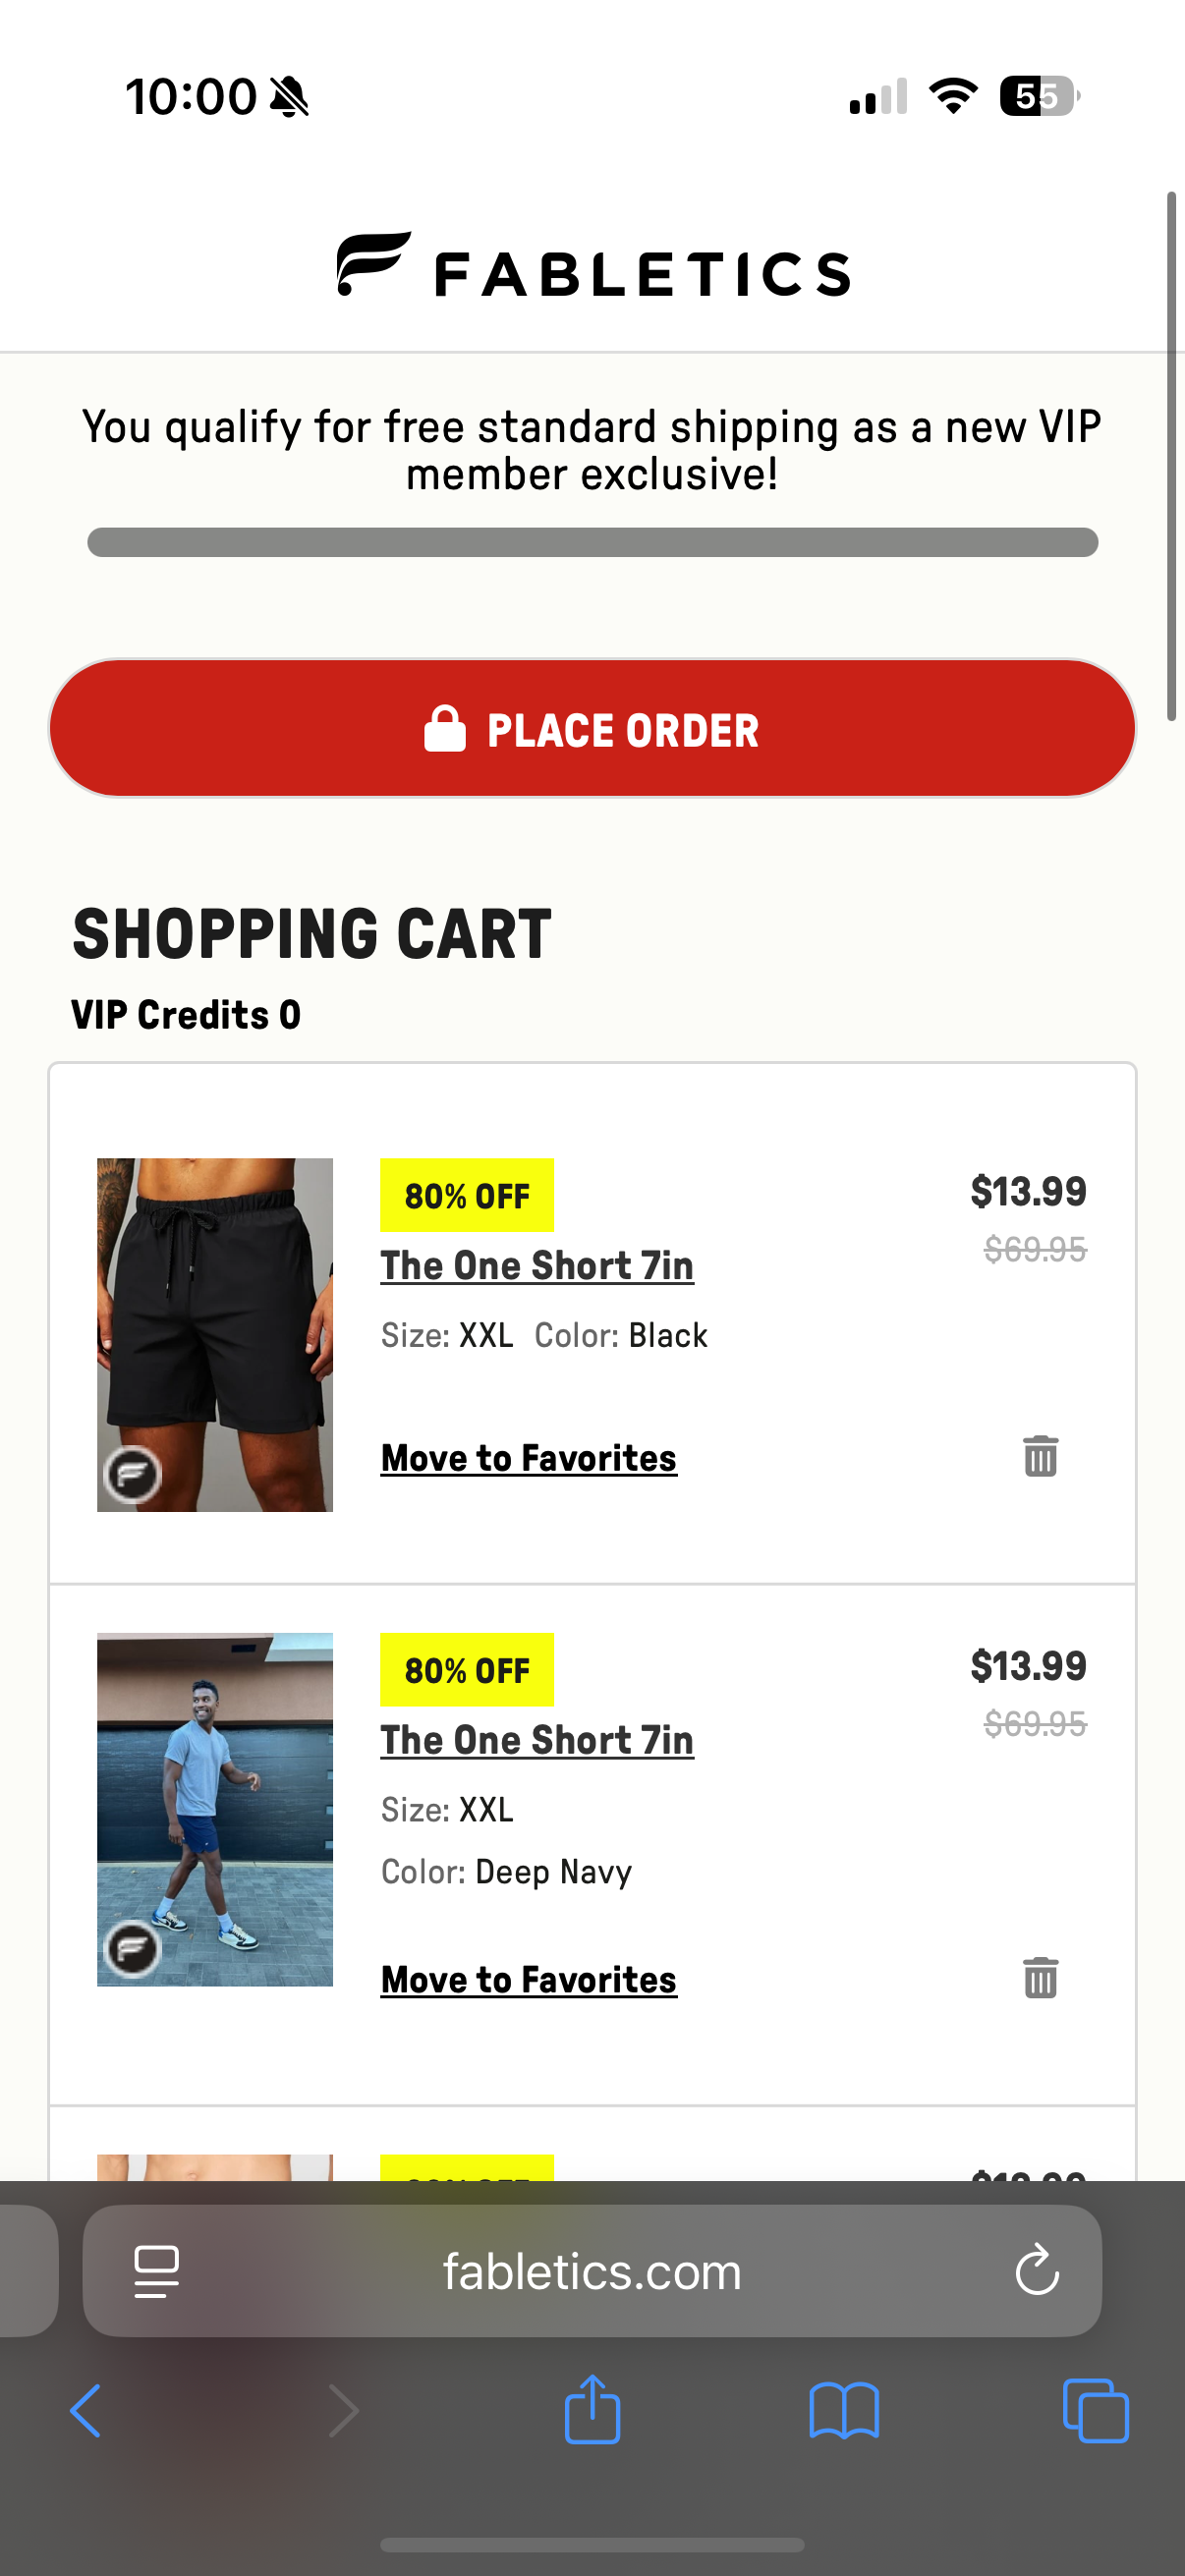 10:00
55
FABLETICS
You qualify for free standard shipping as a new VIP
member exclusive!
PLACE ORDER
SHOPPING CART
VIP Credits 0
80% OFF
$13.99
$69.95
The One Short 7in
Size: XXL Color: Black
Move to Favorites
80% OFF
$13.99
$69.95
The One Short 7in
Size: XXL
Color: Deep Navy
Move to Favorites
fabletics.com